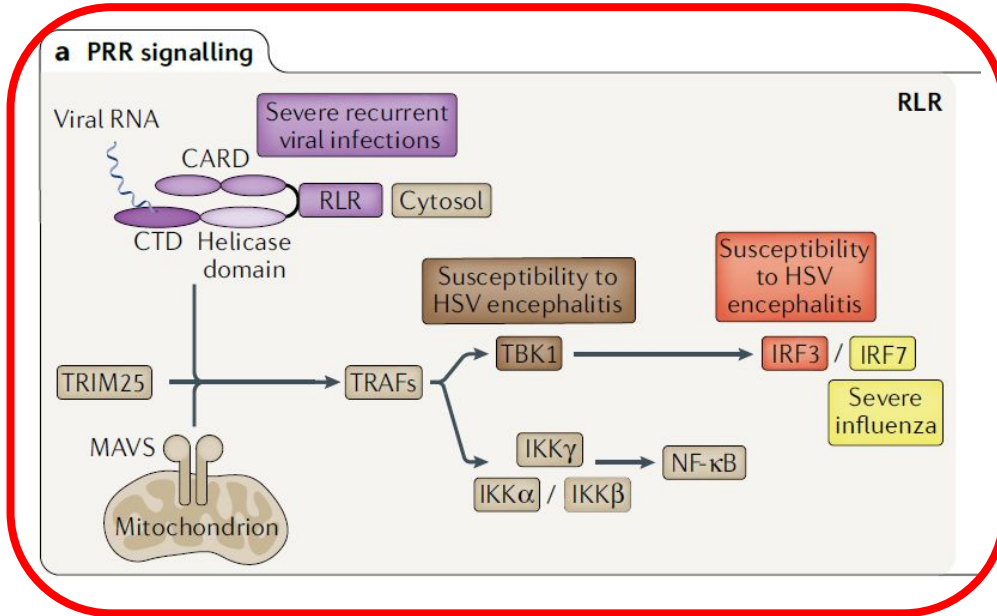 a PRR signalling
RLR
Viral RNA
Severe recurrent
viral infections
CARD
RLR
Cytosol
CTD
Helicase
domain
Susceptibility to
HSV encephalitis
Susceptibility
to HSV
encephalitis
TBK1
IRF3 / IRF7
TRIM25
TRAFs
Severe
influenza
MAVS
IKKγ
NF-κB
IKKα / IKKβ
Mitochondrion